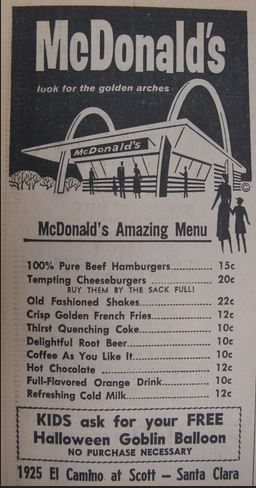 McDonald's
look for the golden arches
McDonald's
McDonald's Amazing Menu
100% Pure Beef Hamburgers............ 15c
Tempting Cheeseburgers ............... 20c
BUY THEM BY THE SACK FULL!
Old Fashioned Shakes.................... 22c
Crisp Golden French Fries.............. 12c
Thirst Quenching Coke.................. 10c
Delightful Root Beer...................... 10c
Coffee As You Like It.................... 10c
Hot Chocolate .............................. 12c
Full-Flavored Orange Drink............ 10c
Refreshing Cold Milk..................... 12c
KIDS ask for your FREE
Halloween Goblin Balloon
NO PURCHASE NECESSARY
1925 El Camino at Scott — Santa Clara